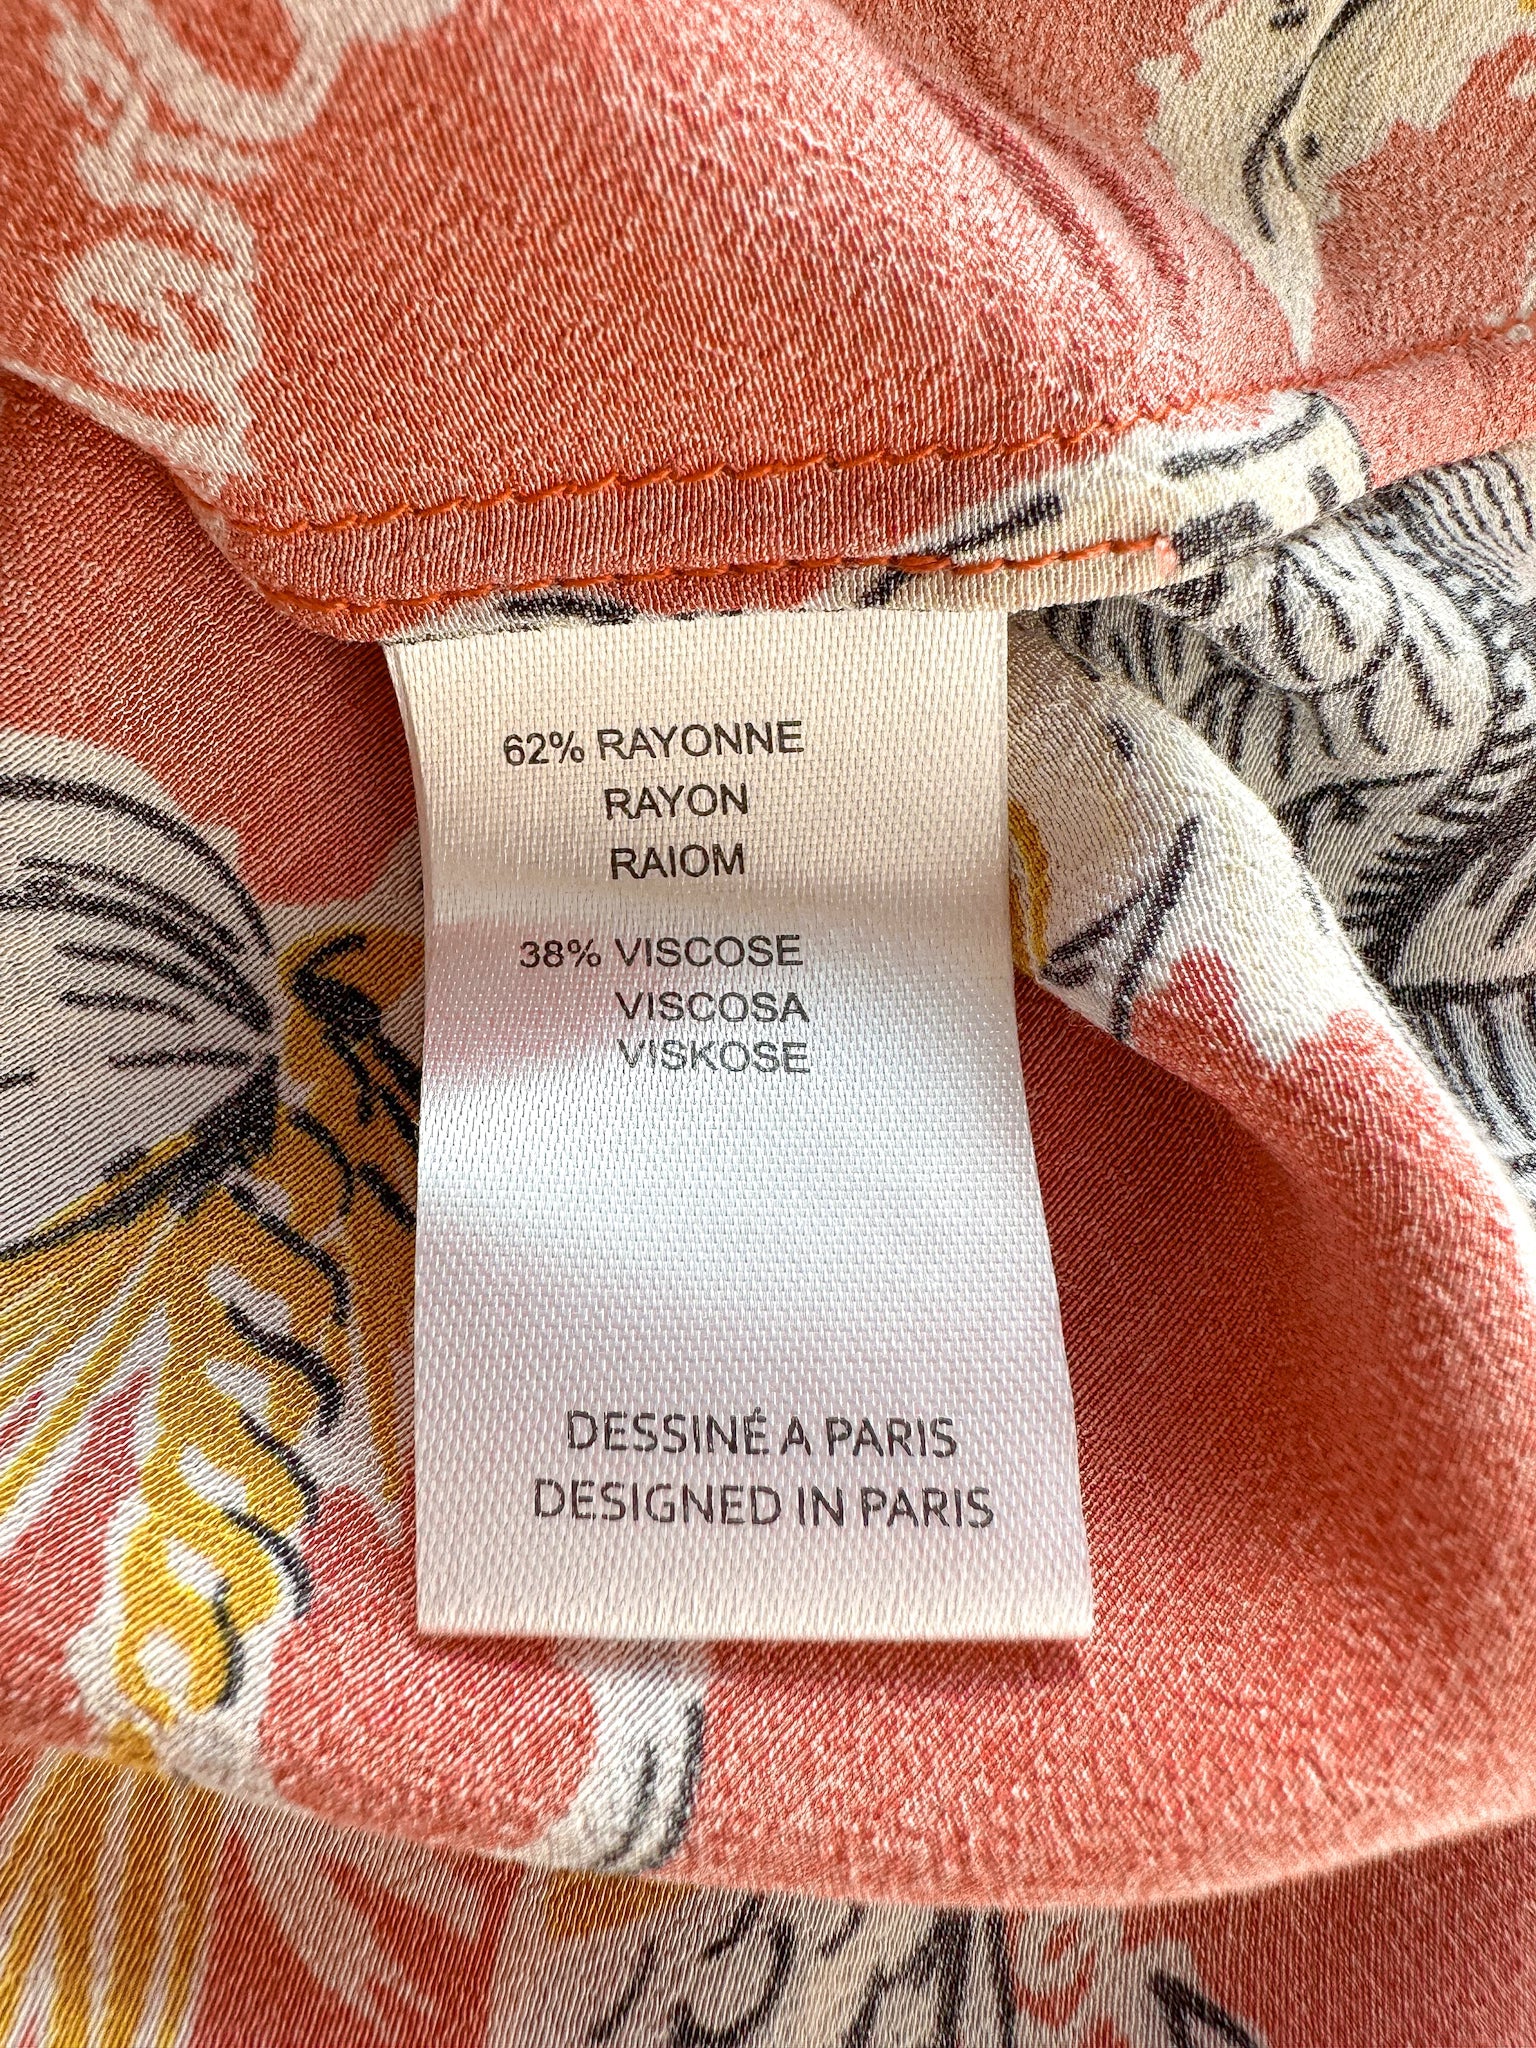 62% RAYONNE
RAYON
RAIOM
38% VISCOSE
VISCOSA
VISKOSE
DESSINÉ A PARIS
DESIGNED IN PARIS